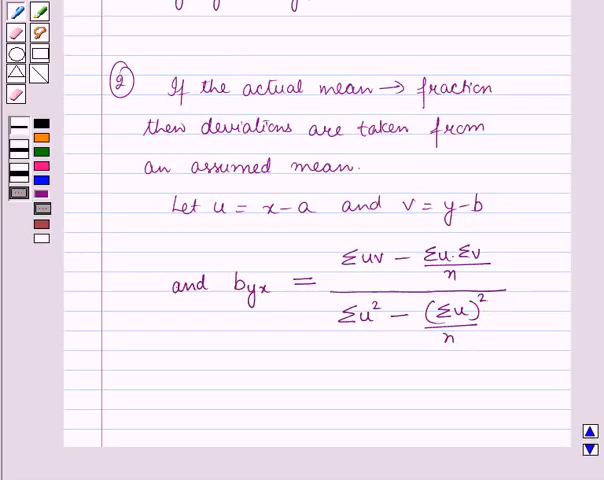 ② If the actual mean → fraction
then deviations are taken from
an assumed mean.
Let u = x - a and v = y - b
and byx = (Σuv - (Σu.Σv)/n) / (Σu² - (Σu)²/n)